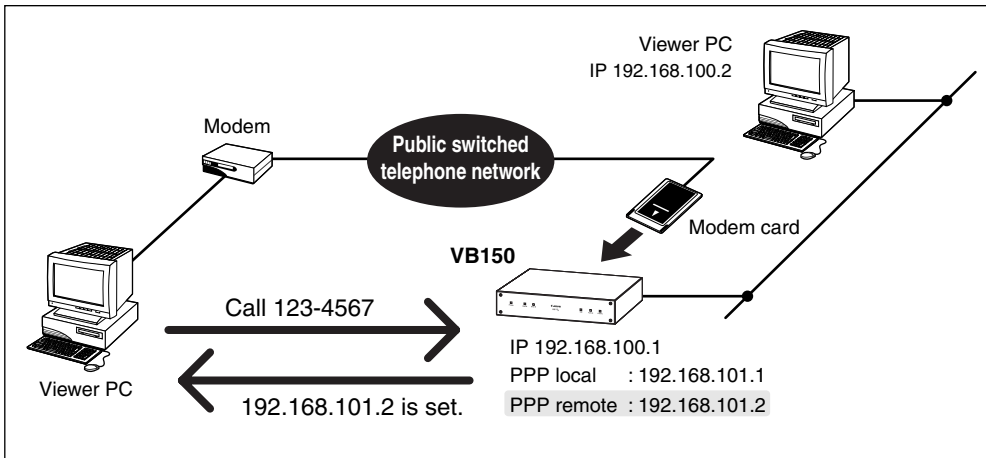 Viewer PC
IP 192.168.100.2
Modem
Public switched
telephone network
Modem card
VB150
Call 123-4567
IP 192.168.100.1
PPP local : 192.168.101.1
Viewer PC
192.168.101.2 is set.
PPP remote : 192.168.101.2